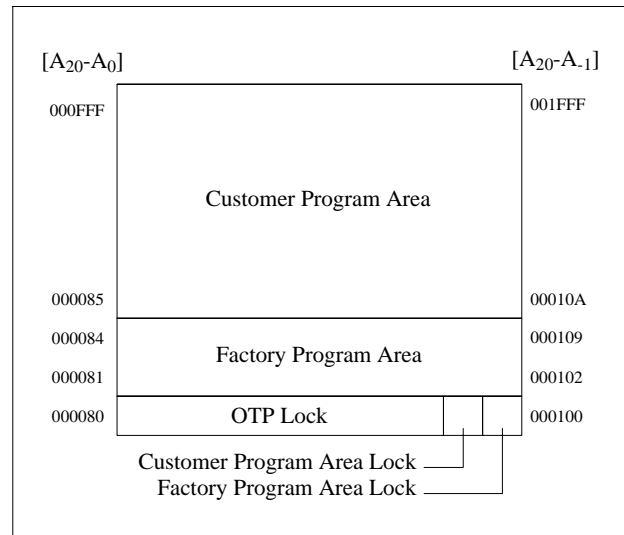 [A20-A0] [A20-A-1]
000FFF 001FFF
Customer Program Area
000085 00010A
000084 000109
Factory Program Area
000081 000102
000080 OTP Lock 000100
Customer Program Area Lock
Factory Program Area Lock